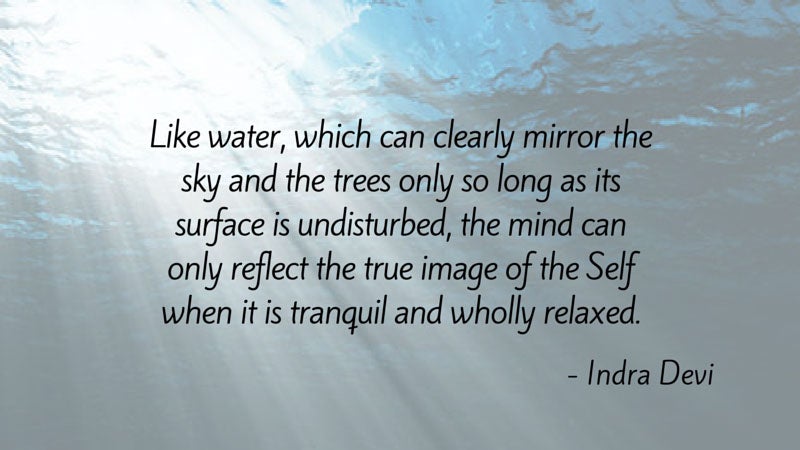 Like water, which can clearly mirror the
sky and the trees only so long as its
surface is undisturbed, the mind can
only reflect the true image of the Self
when it is tranquil and wholly relaxed.
- Indra Devi